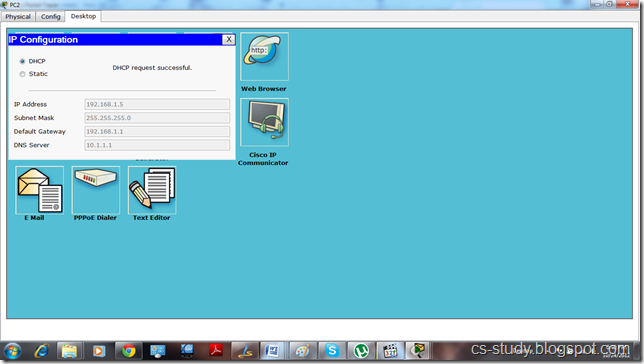 PC2
Physical Config Desktop
IP Configuration X
DHCP
DHCP request successful.
Static
IP Address 192.168.1.5
Subnet Mask 255.255.255.0
Default Gateway 192.168.1.1
DNS Server 10.1.1.1
http:
Web Browser
Cisco IP
Communicator
E Mail
PPPoE Dialer
Text Editor
cs-study.blogspot.com